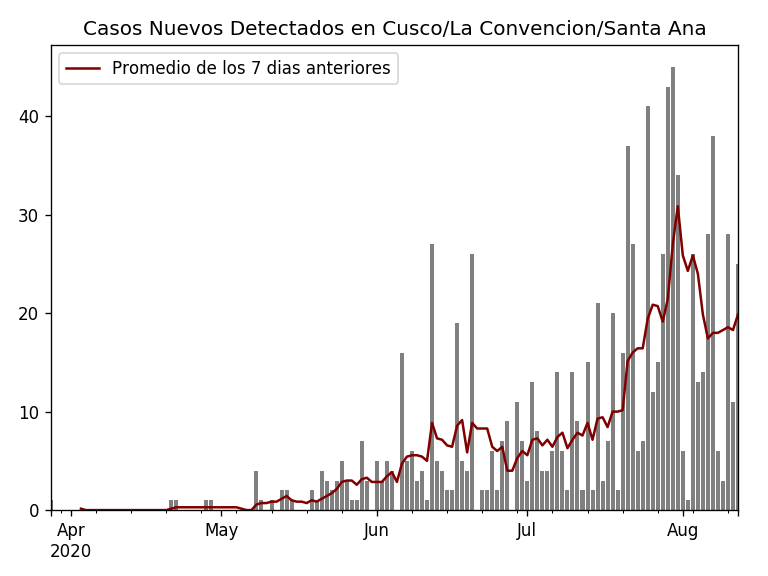 Casos Nuevos Detectados en Cusco/La Convencion/Santa Ana
Promedio de los 7 dias anteriores
40
30
20
10
0
Apr May Jun Jul Aug
2020